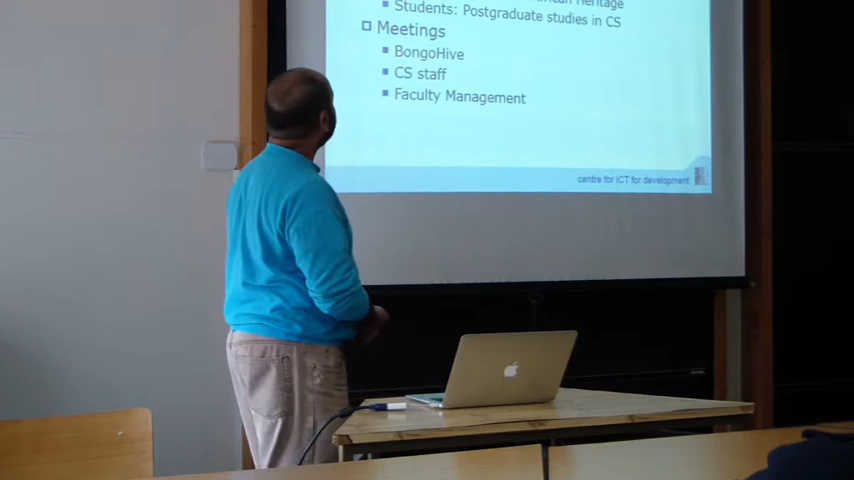 Students: Postgraduate studies in CS
Meetings
BongoHive
CS staff
Faculty Management
centre for ICT for development